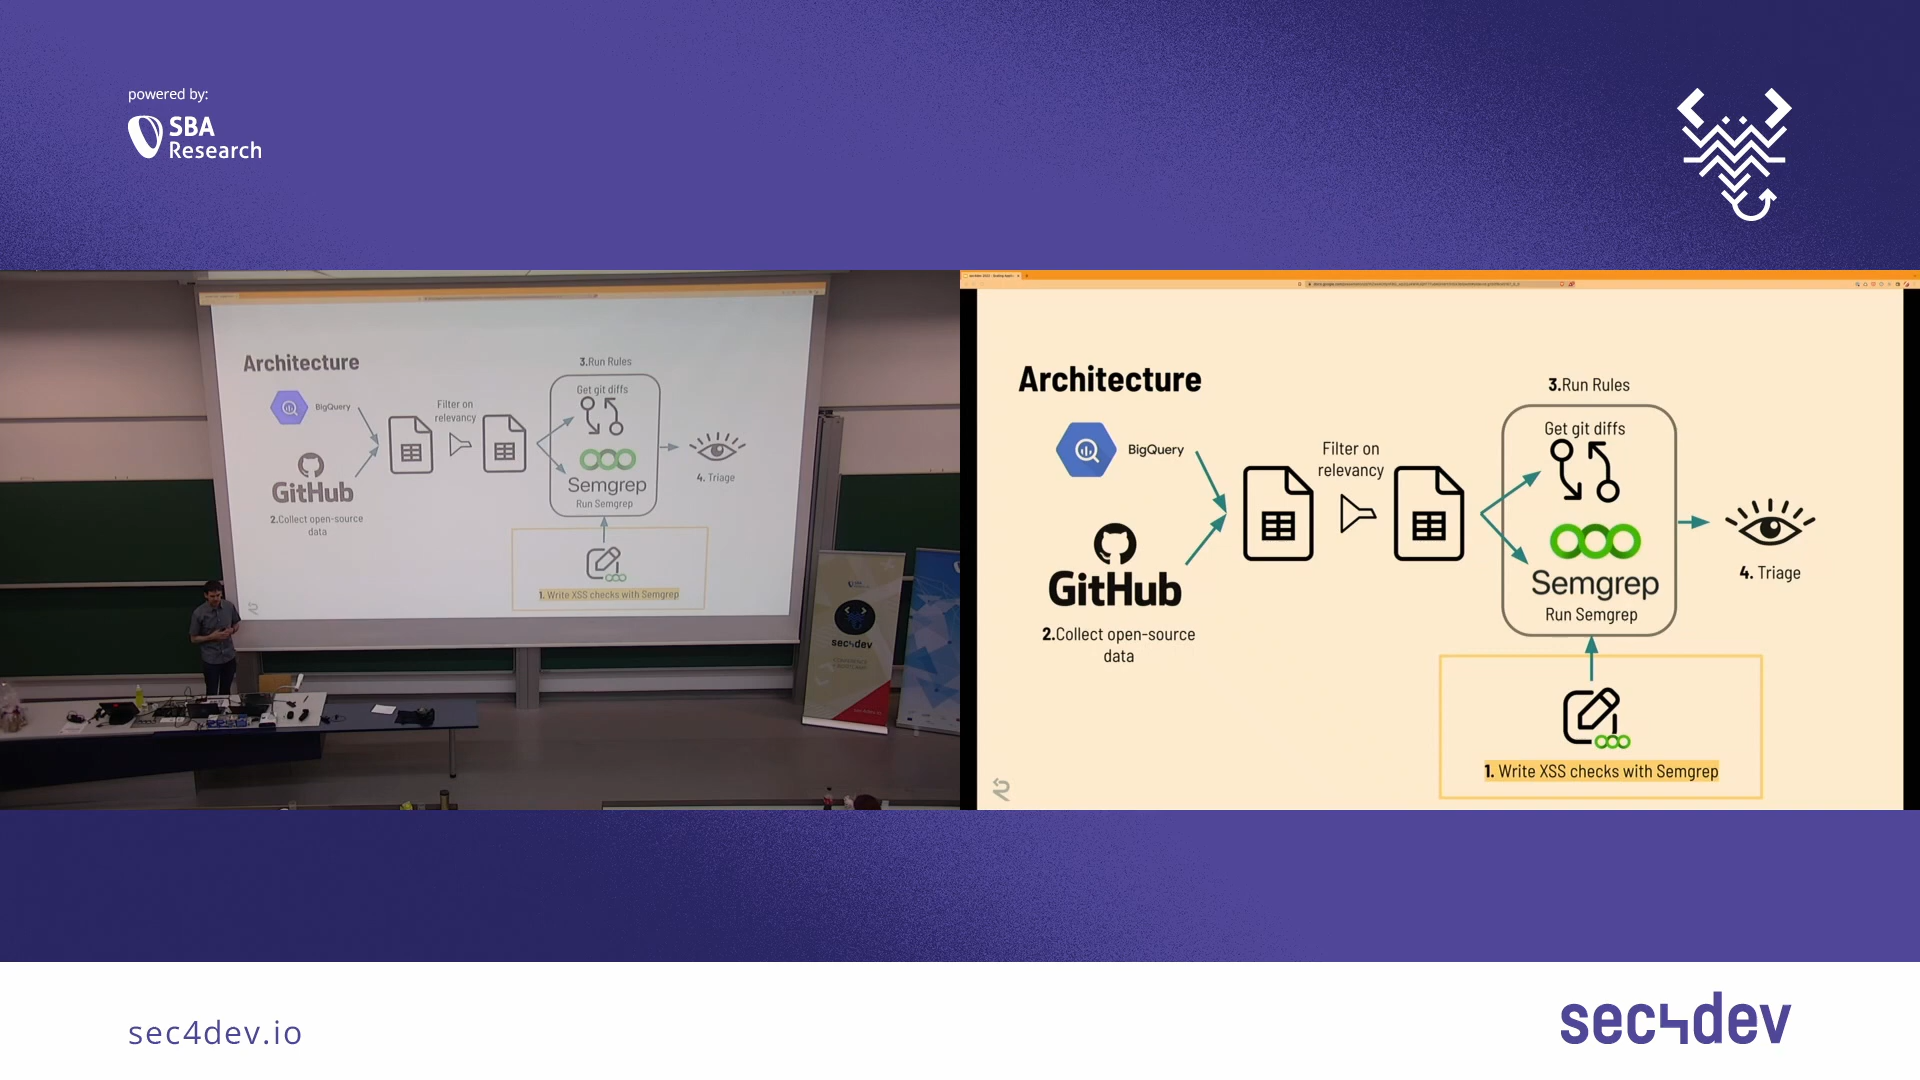 powered by:
SBA
Research
Architecture
BigQuery
GitHub
2.Collect open-source
data
Filter on
relevancy
3.Run Rules
Get git diffs
Semgrep
Run Semgrep
4. Triage
1. Write XSS checks with Semgrep
sec4dev
Architecture
BigQuery
GitHub
2.Collect open-source
data
Filter on
relevancy
3.Run Rules
Get git diffs
Semgrep
Run Semgrep
4. Triage
1. Write XSS checks with Semgrep
sec4dev.io
sec4dev